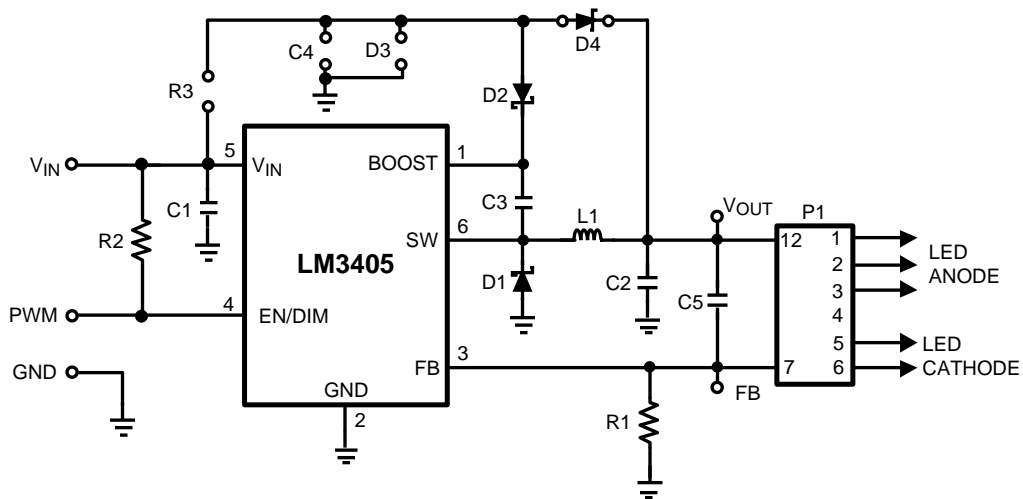 C4
D3
D4
R3
D2
VIN
5
VIN
BOOST
1
C1
C3
R2
L1
VOUT
P1
SW
6
12
1
LED
LM3405
D1
2
ANODE
C2
3
C5
PWM
4
EN/DIM
4
3
5
LED
GND
FB
7
6
CATHODE
GND
FB
2
R1